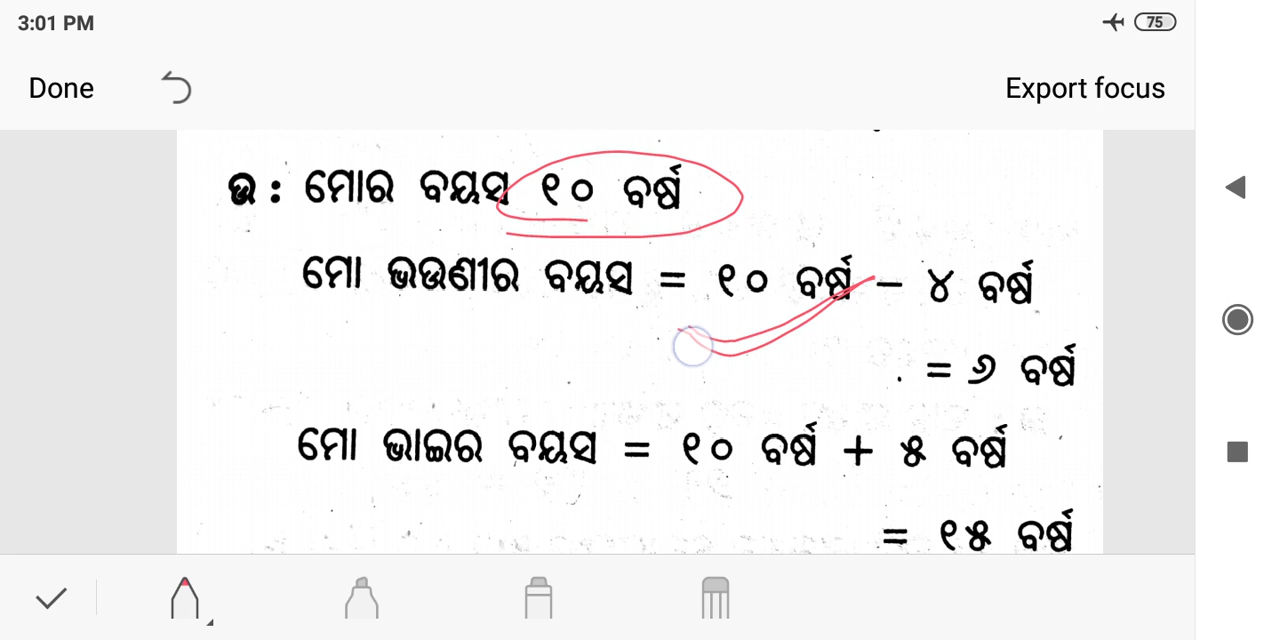 3:01 PM
75
Done
Export focus
ଉ : ମୋର ବୟସ ୧୦ ବର୍ଷ
ମୋ ଭଉଣୀର ବୟସ = ୧୦ ବର୍ଷ − ୪ ବର୍ଷ
= ୬ ବର୍ଷ
ମୋ ଭାଇର ବୟସ = ୧୦ ବର୍ଷ + ୫ ବର୍ଷ
= ୧୫ ବର୍ଷ